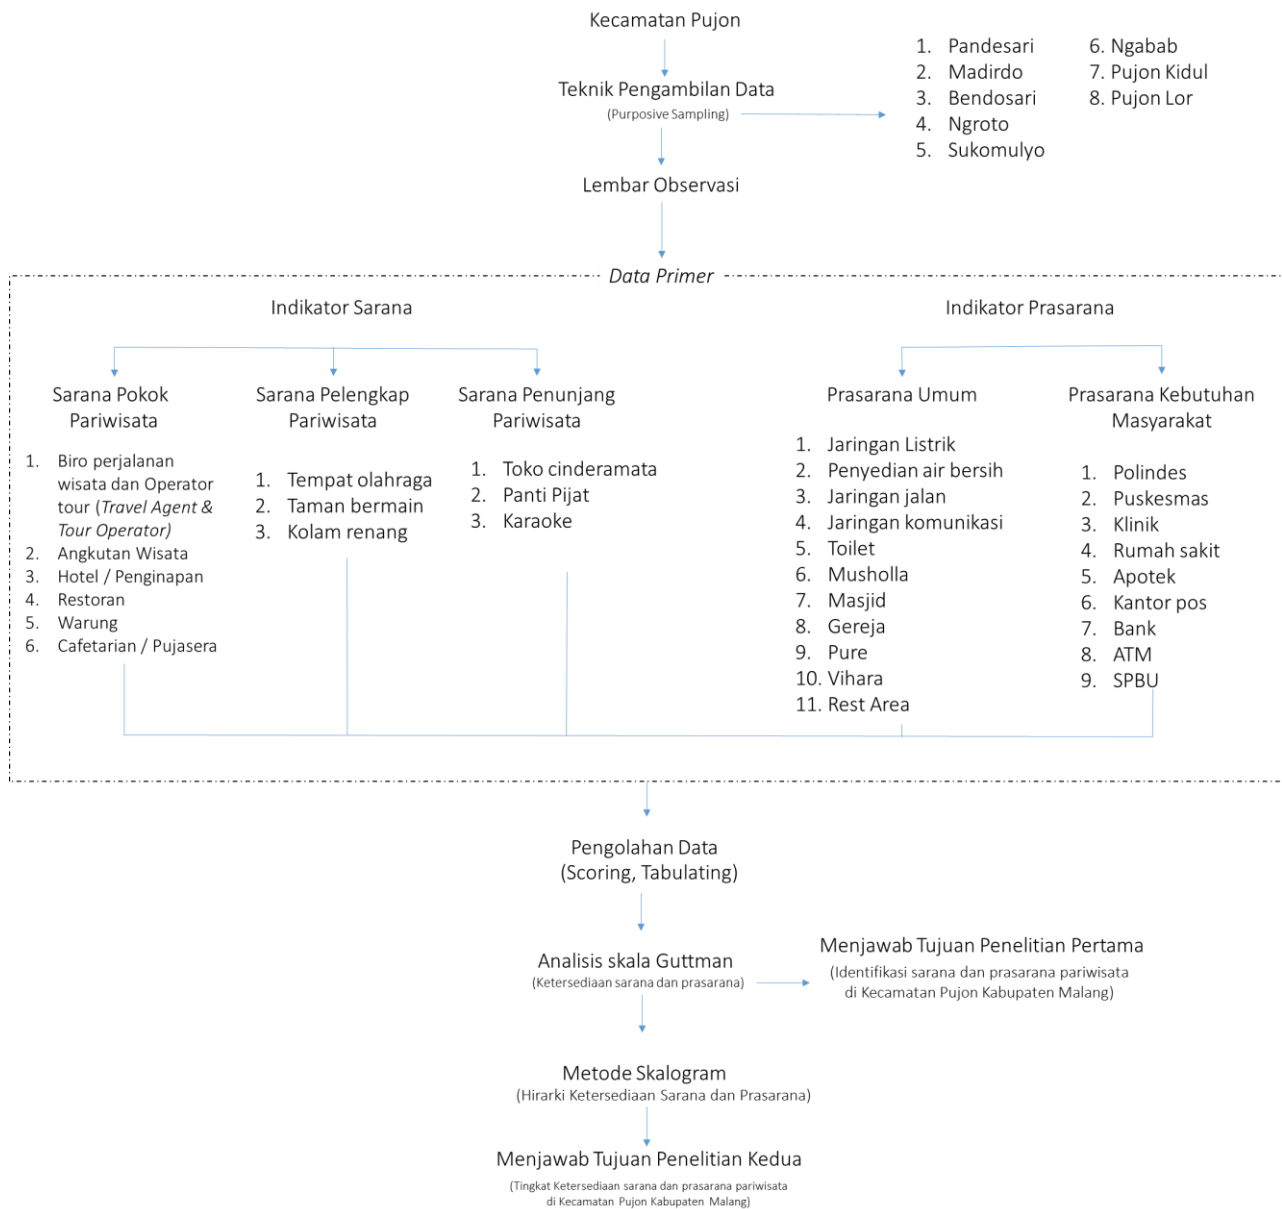 Kecamatan Pujon
Teknik Pengambilan Data
(Purposive Sampling)
1. Pandesari
2. Madirdo
3. Bendosari
4. Ngroto
5. Sukomulyo
6. Ngabab
7. Pujon Kidul
8. Pujon Lor
Lembar Observasi
Data Primer
Indikator Sarana
Sarana Pokok
Pariwisata
1. Biro perjalanan
wisata dan Operator
tour (Travel Agent &
Tour Operator)
2. Angkutan Wisata
3. Hotel / Penginapan
4. Restoran
5. Warung
6. Cafetarian / Pujasera
Sarana Pelengkap
Pariwisata
1. Tempat olahraga
2. Taman bermain
3. Kolam renang
Sarana Penunjang
Pariwisata
1. Toko cinderamata
2. Panti Pijat
3. Karaoke
Indikator Prasarana
Prasarana Umum
1. Jaringan Listrik
2. Penyedian air bersih
3. Jaringan jalan
4. Jaringan komunikasi
5. Toilet
6. Musholla
7. Masjid
8. Gereja
9. Pure
10. Vihara
11. Rest Area
Prasarana Kebutuhan
Masyarakat
1. Polindes
2. Puskesmas
3. Klinik
4. Rumah sakit
5. Apotek
6. Kantor pos
7. Bank
8. ATM
9. SPBU
Pengolahan Data
(Scoring, Tabulating)
Analisis skala Guttman
(Ketersediaan sarana dan prasarana)
Menjawab Tujuan Penelitian Pertama
(Identifikasi sarana dan prasarana pariwisata
di Kecamatan Pujon Kabupaten Malang)
Metode Skalogram
(Hirarki Ketersediaan Sarana dan Prasarana)
Menjawab Tujuan Penelitian Kedua
(Tingkat Ketersediaan sarana dan prasarana pariwisata
di Kecamatan Pujon Kabupaten Malang)